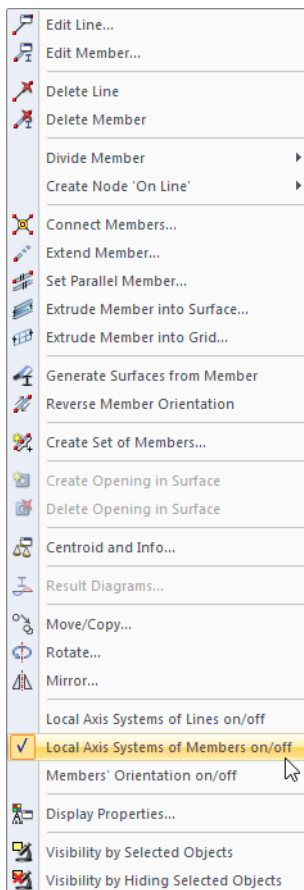 Edit Line...
Edit Member...
Delete Line
Delete Member
Divide Member
Create Node 'On Line'
Connect Members...
Extend Member...
Set Parallel Member...
Extrude Member into Surface...
Extrude Member into Grid...
Generate Surfaces from Member
Reverse Member Orientation
Create Set of Members...
Create Opening in Surface
Delete Opening in Surface
Centroid and Info...
Result Diagrams...
Move/Copy...
Rotate...
Mirror...
Local Axis Systems of Lines on/off
Local Axis Systems of Members on/off
Members' Orientation on/off
Display Properties...
Visibility by Selected Objects
Visibility by Hiding Selected Objects